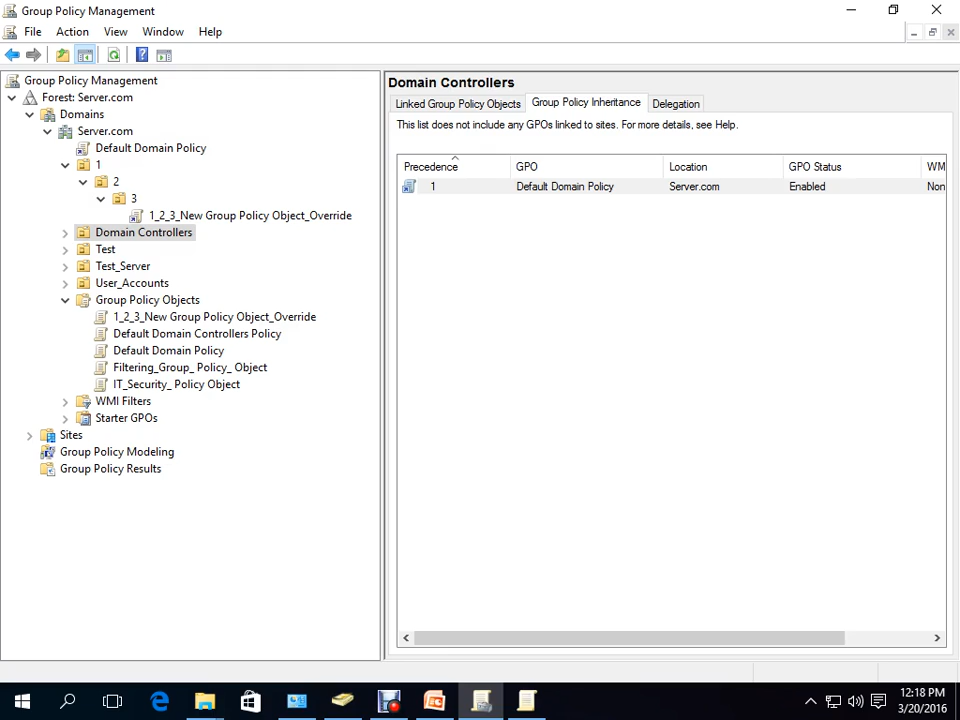 Group Policy Management
File Action View Window Help
Group Policy Management
Forest: Server.com
Domains
Server.com
Default Domain Policy
1
2
3
1_2_3_New Group Policy Object_Override
Domain Controllers
Test
Test_Server
User_Accounts
Group Policy Objects
1_2_3_New Group Policy Object_Override
Default Domain Controllers Policy
Default Domain Policy
Filtering_Group_ Policy_ Object
IT_Security_ Policy Object
WMI Filters
Starter GPOs
Sites
Group Policy Modeling
Group Policy Results
Domain Controllers
Linked Group Policy Objects Group Policy Inheritance Delegation
This list does not include any GPOs linked to sites. For more details, see Help.
Precedence GPO Location GPO Status WM
1 Default Domain Policy Server.com Enabled Non
12:18 PM
3/20/2016